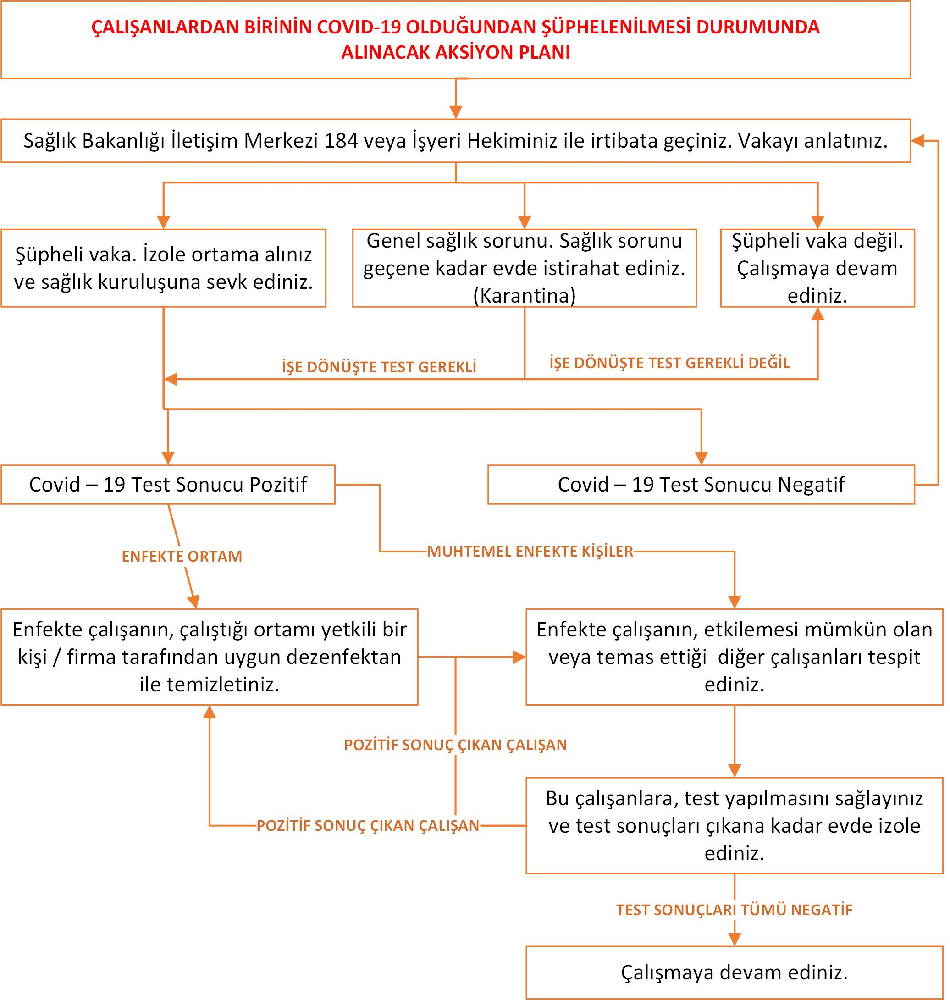 ÇALIŞANLARDAN BİRİNİN COVID-19 OLDUĞUNDAN ŞÜPHELENİLMESİ DURUMUNDA
ALINACAK AKSİYON PLANI
Sağlık Bakanlığı İletişim Merkezi 184 veya İşyeri Hekiminiz ile irtibata geçiniz. Vakayı anlatınız.
Şüpheli vaka. İzole ortama alınız
ve sağlık kuruluşuna sevk ediniz.
Genel sağlık sorunu. Sağlık sorunu
geçene kadar evde istirahat ediniz.
(Karantina)
Şüpheli vaka değil.
Çalışmaya devam
ediniz.
İŞE DÖNÜŞTE TEST GEREKLİ
İŞE DÖNÜŞTE TEST GEREKLİ DEĞİL
Covid – 19 Test Sonucu Pozitif
Covid – 19 Test Sonucu Negatif
ENFEKTE ORTAM
MUHTEMEL ENFEKTE KİŞİLER
Enfekte çalışanın, çalıştığı ortamı yetkili bir
kişi / firma tarafından uygun dezenfektan
ile temizletiniz.
Enfekte çalışanın, etkilemesi mümkün olan
veya temas ettiği  diğer çalışanları tespit
ediniz.
POZİTİF SONUÇ ÇIKAN ÇALIŞAN
POZİTİF SONUÇ ÇIKAN ÇALIŞAN
Bu çalışanlara, test yapılmasını sağlayınız
ve test sonuçları çıkana kadar evde izole
ediniz.
TEST SONUÇLARI TÜMÜ NEGATİF
Çalışmaya devam ediniz.